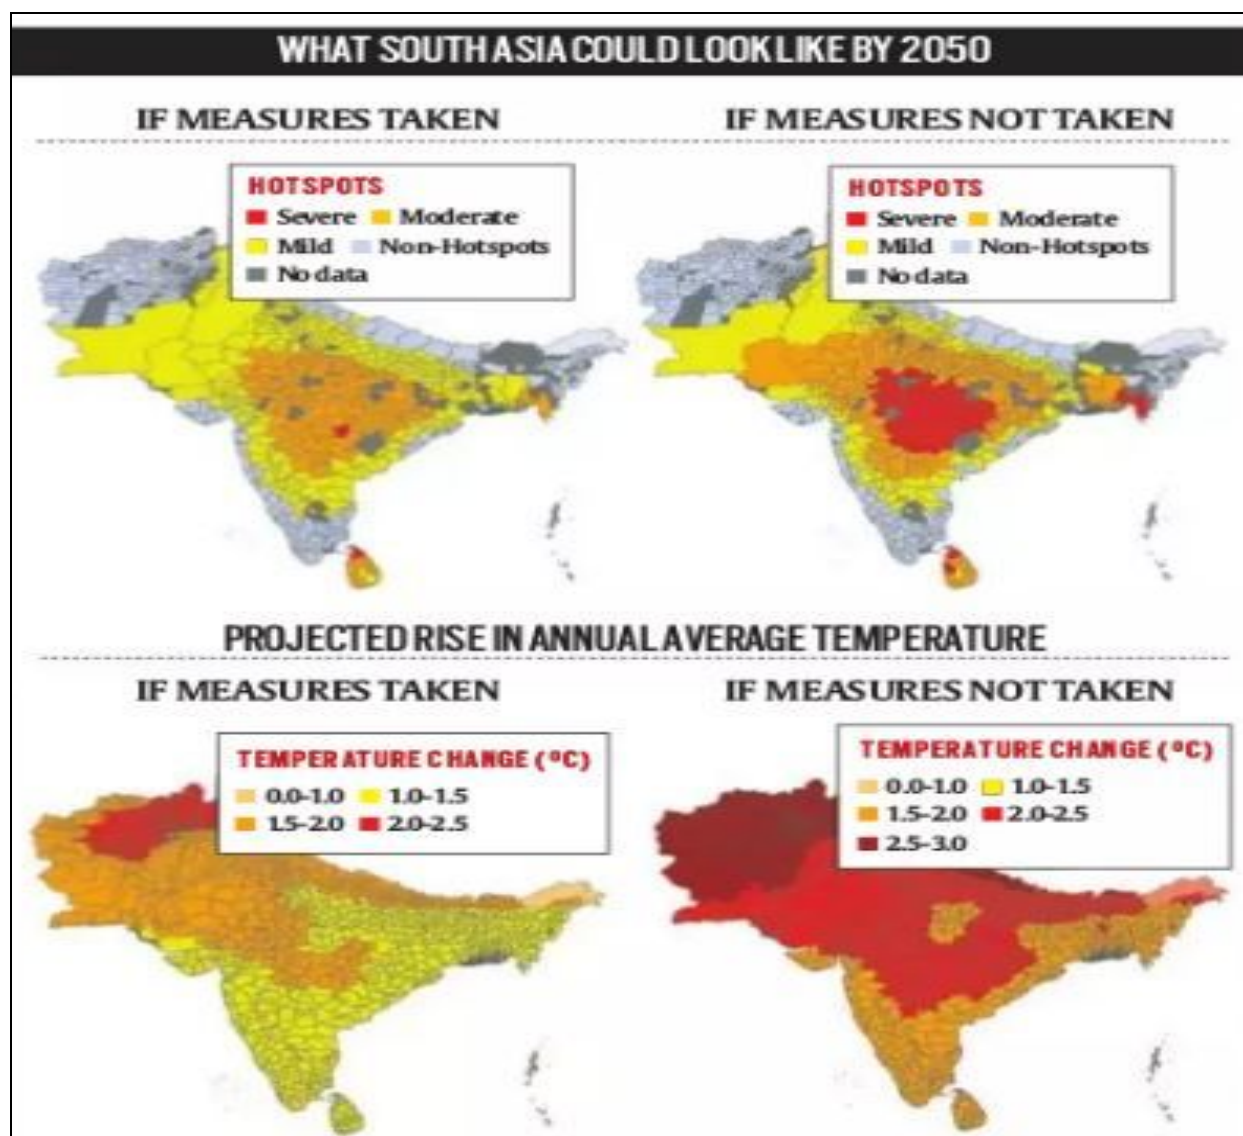 WHAT SOUTH ASIA COULD LOOK LIKE BY 2050
IF MEASURES TAKEN
HOTSPOTS
Severe Moderate
Mild Non-Hotspots
No data
IF MEASURES NOT TAKEN
HOTSPOTS
Severe Moderate
Mild Non-Hotspots
No data
PROJECTED RISE IN ANNUAL AVERAGE TEMPERATURE
IF MEASURES TAKEN
TEMPERATURE CHANGE (ºC)
0.0-1.0 1.0-1.5
1.5-2.0 2.0-2.5
IF MEASURES NOT TAKEN
TEMPERATURE CHANGE (ºC)
0.0-1.0 1.0-1.5
1.5-2.0 2.0-2.5
2.5-3.0